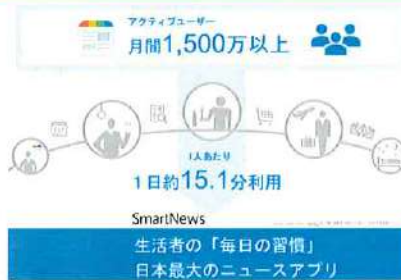 アクティブユーザー
月間1,500万以上
1人あたり
1日約15.1分利用
SmartNews
生活者の「毎日の習慣」
日本最大のニュースアプリ